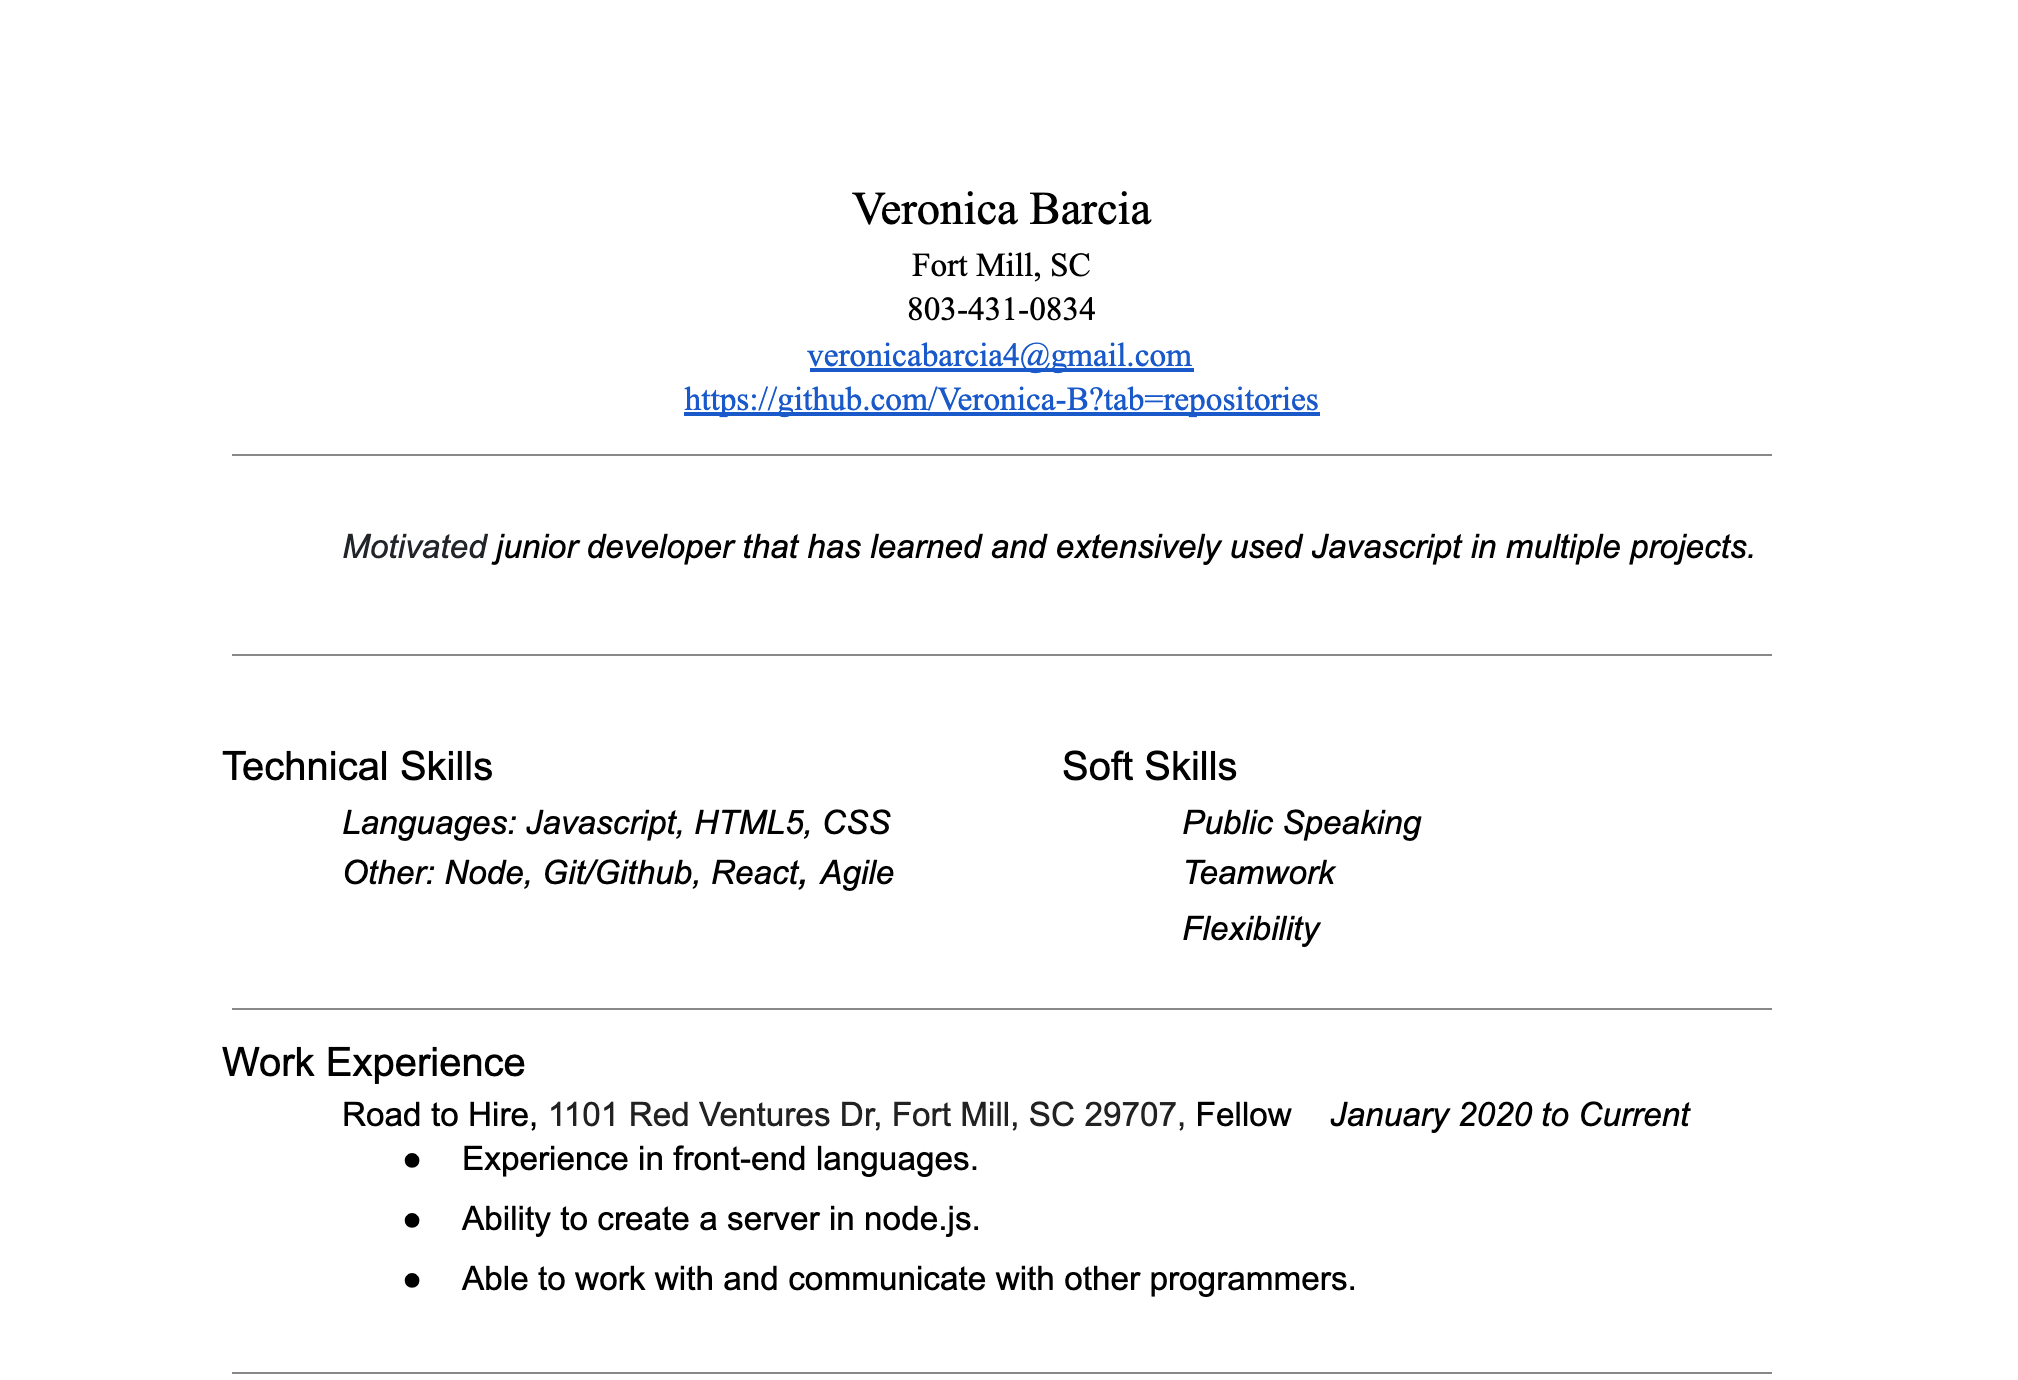 Veronica Barcia
Fort Mill, SC
803-431-0834
veronicabarcia4@gmail.com
https://github.com/Veronica-B?tab=repositories
Motivated junior developer that has learned and extensively used Javascript in multiple projects.
Technical Skills
Languages: Javascript, HTML5, CSS
Other: Node, Git/Github, React, Agile
Soft Skills
Public Speaking
Teamwork
Flexibility
Work Experience
Road to Hire, 1101 Red Ventures Dr, Fort Mill, SC 29707, Fellow January 2020 to Current
● Experience in front-end languages.
● Ability to create a server in node.js.
● Able to work with and communicate with other programmers.